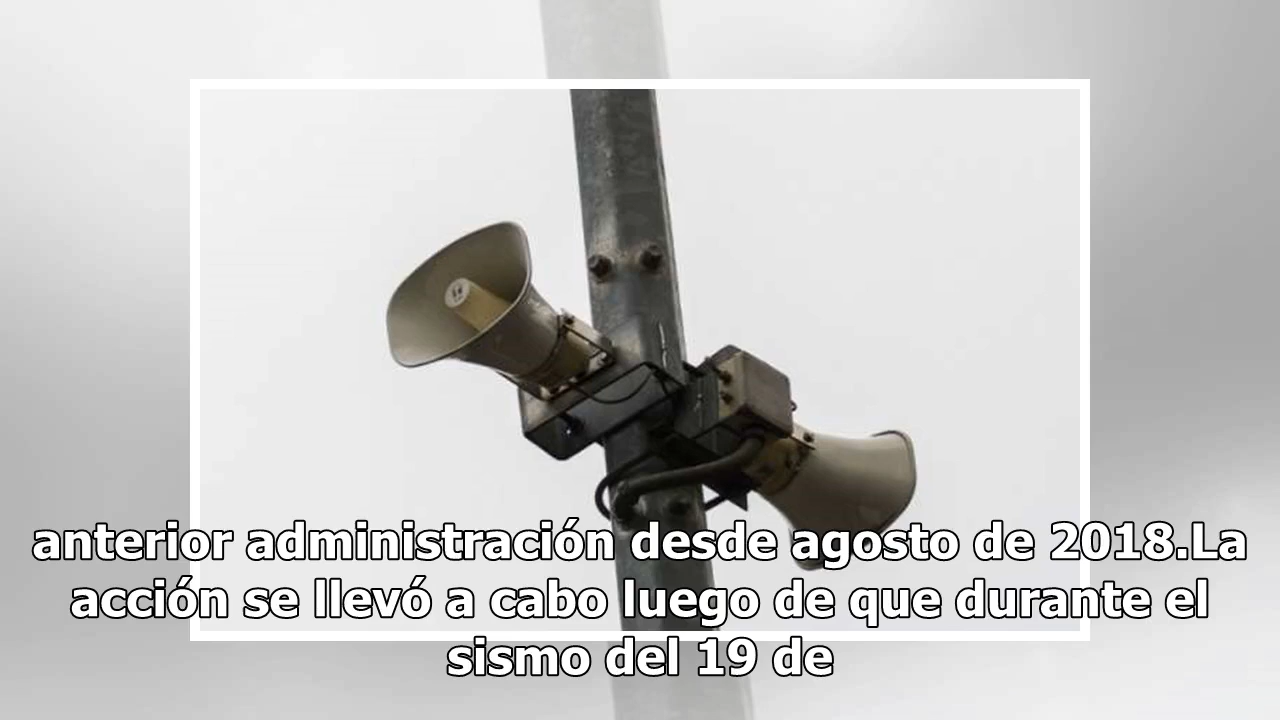 anterior administración desde agosto de 2018.La
acción se llevó a cabo luego de que durante el
sismo del 19 de